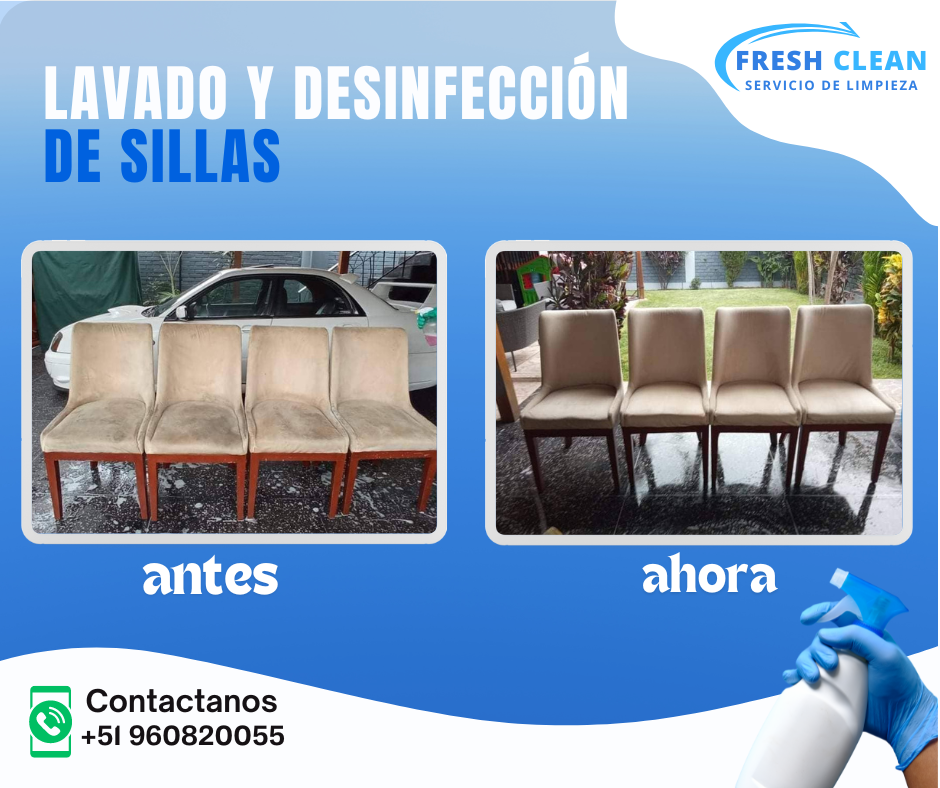 FRESH CLEAN
SERVICIO DE LIMPIEZA
LAVADO Y DESINFECCIÓN
DE SILLAS
antes
ahora
Contactanos
+51 960820055